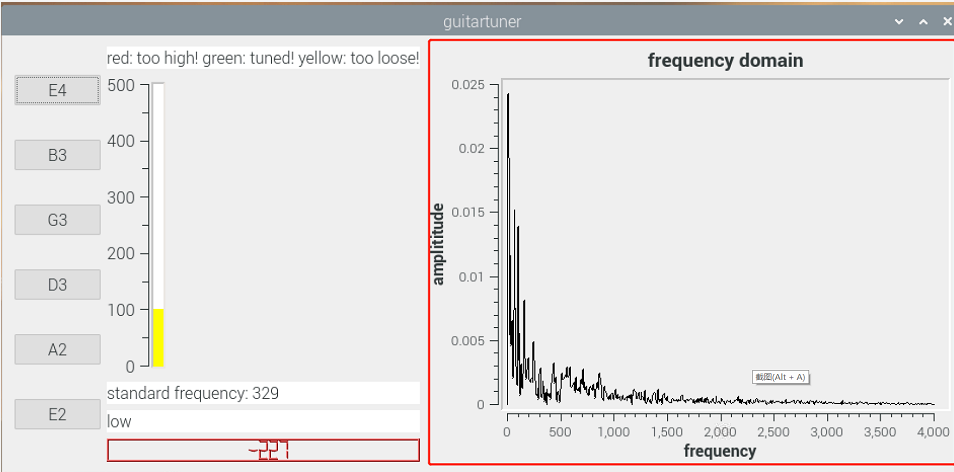 guitartuner
red: too high! green: tuned! yellow: too loose!
E4
B3
G3
D3
A2
E2
500
400
300
200
100
0
standard frequency: 329
low
-227
frequency domain
amplititude
0.025
0.02
0.015
0.01
0.005
0
截图(Alt + A)
0 500 1,000 1,500 2,000 2,500 3,000 3,500 4,000
frequency